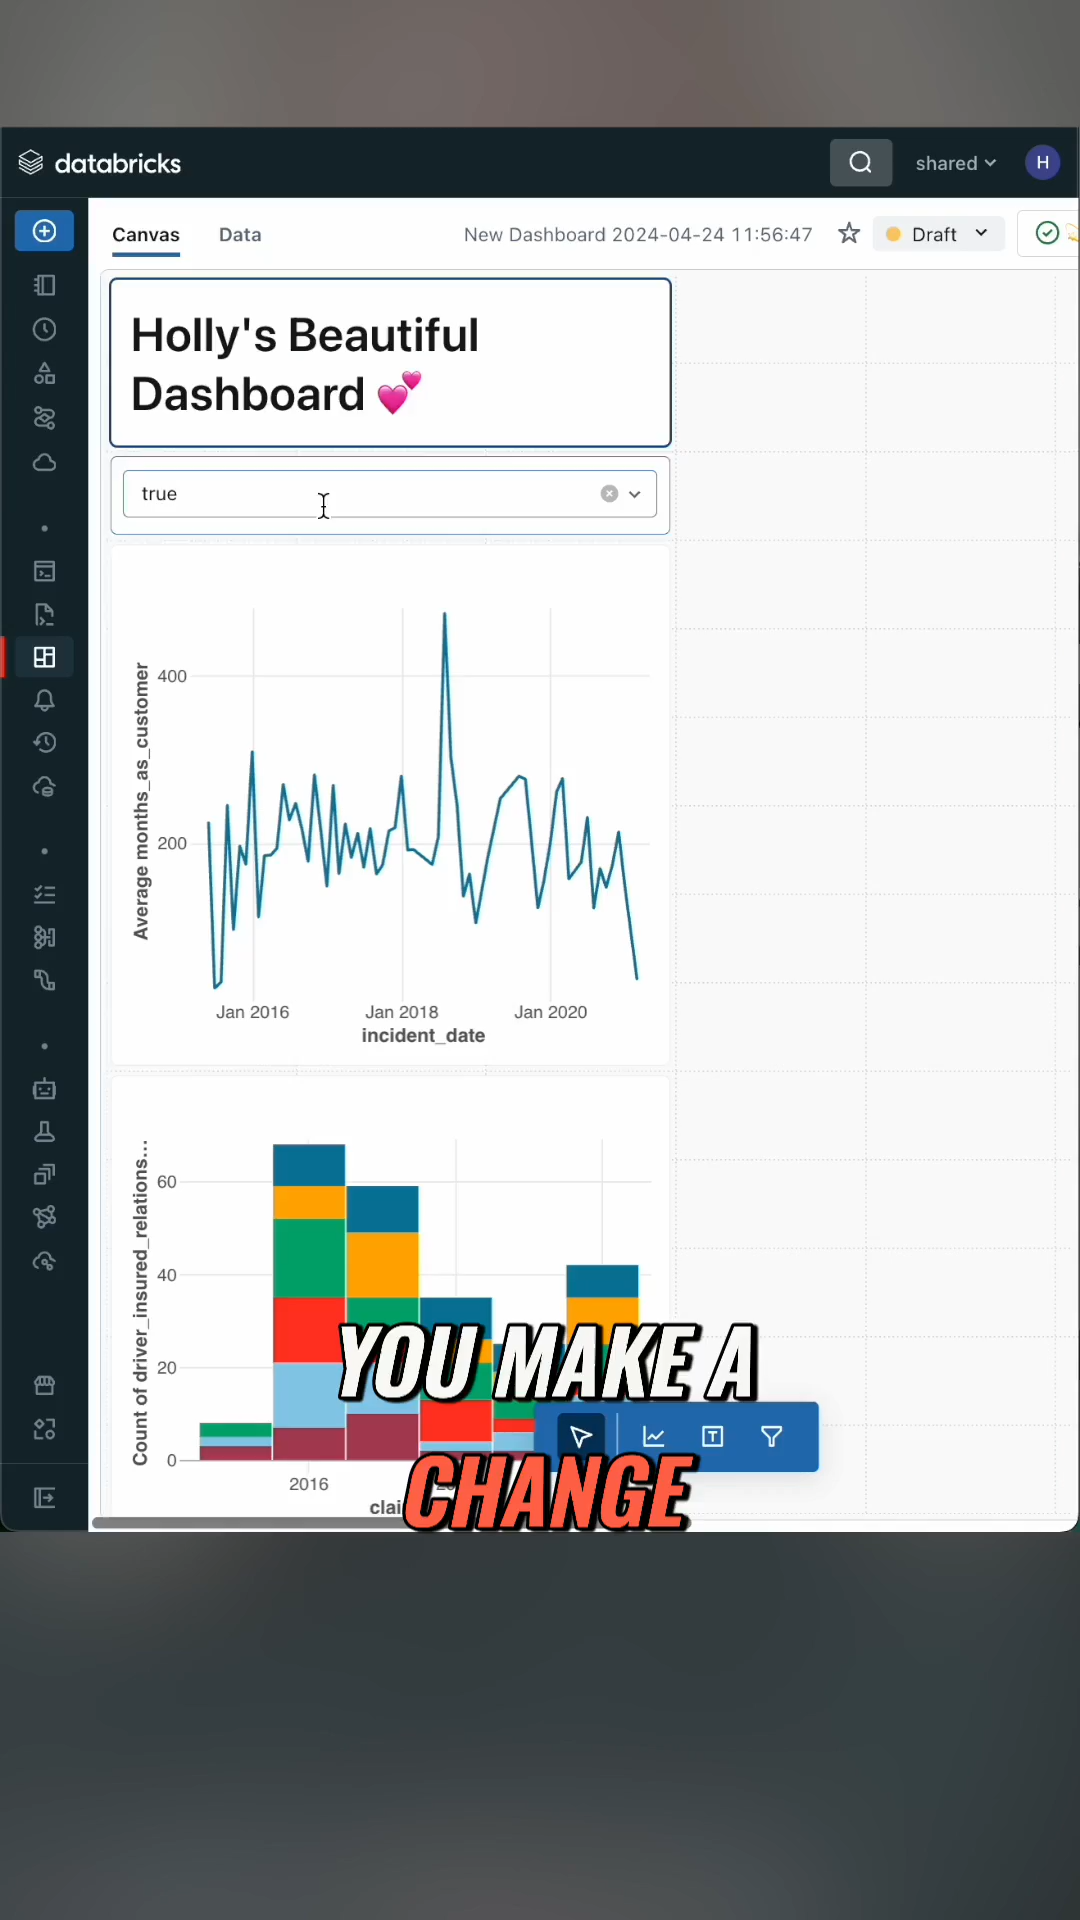 databricks
shared
H
Canvas
Data
New Dashboard 2024-04-24 11:56:47
Draft
Holly's Beautiful
Dashboard 💕
true
Average months_as_customer
400
200
Jan 2016
Jan 2018
Jan 2020
incident_date
Count of driver_insured_relations...
60
40
20
0
2016
clai
YOU MAKE A
CHANGE